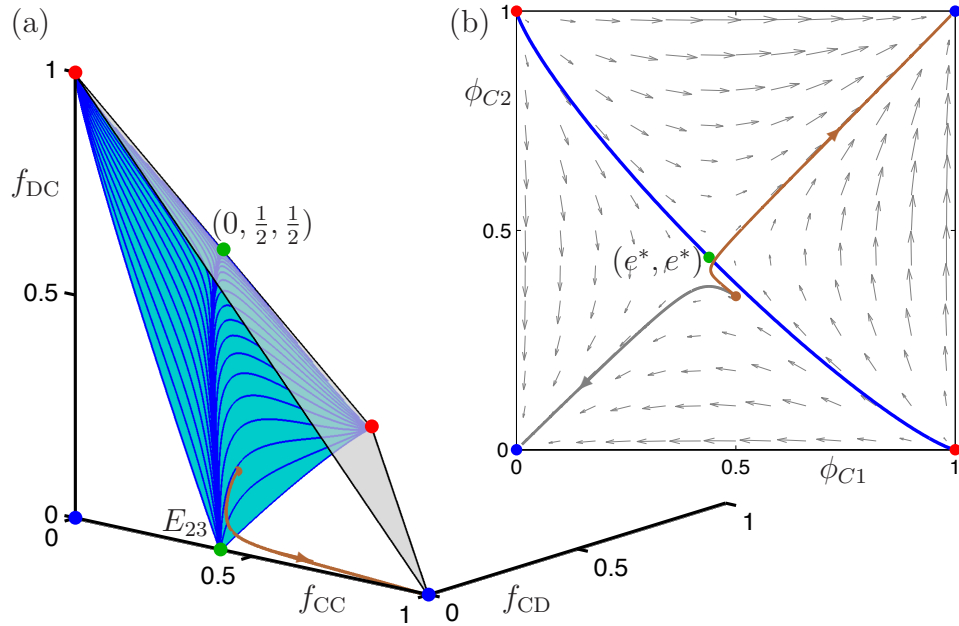 (a)
1
f_DC
(0, 1/2, 1/2)
0.5
0
0
E_23
0.5
f_CC
1
0
f_CD
0.5
1
(b)
1
ϕ_C2
0.5
(e*, e*)
0
0
0.5
ϕ_C1
1